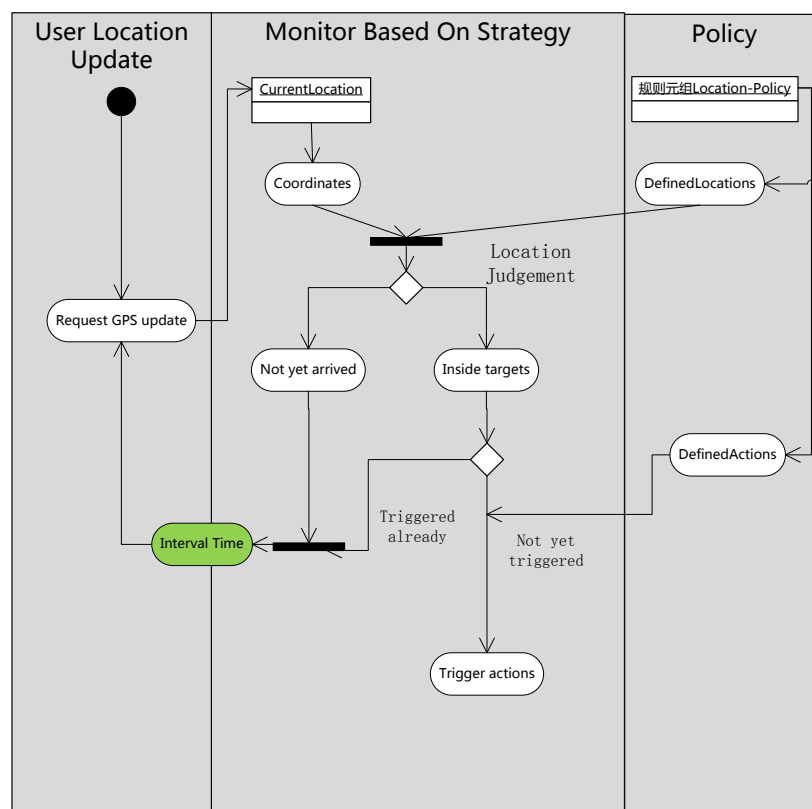 User Location
Update
Monitor Based On Strategy
Policy
CurrentLocation
规则元组Location-Policy
Coordinates
DefinedLocations
Location
Judgement
Request GPS update
Not yet arrived
Inside targets
DefinedActions
Triggered
already
Not yet
triggered
Interval Time
Trigger actions